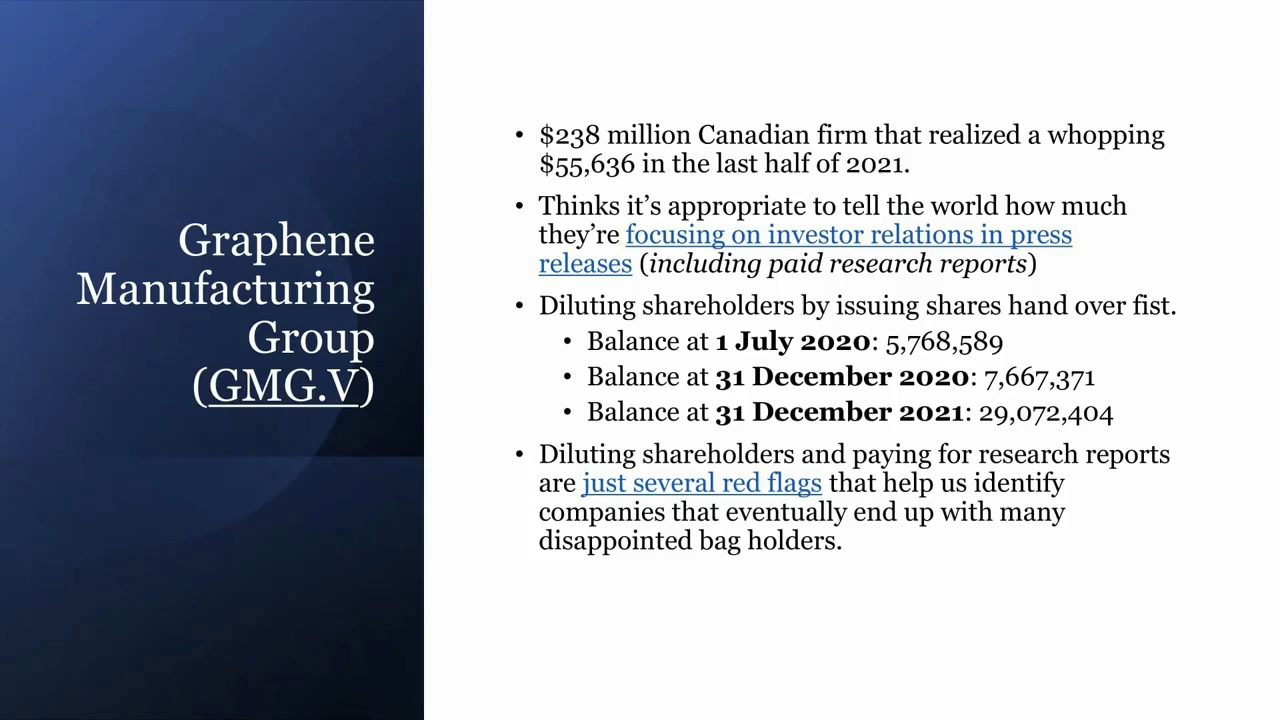 Graphene
Manufacturing
Group
(GMG.V)
• $238 million Canadian firm that realized a whopping
$55,636 in the last half of 2021.
• Thinks it’s appropriate to tell the world how much
they’re focusing on investor relations in press
releases (including paid research reports)
• Diluting shareholders by issuing shares hand over fist.
• Balance at 1 July 2020: 5,768,589
• Balance at 31 December 2020: 7,667,371
• Balance at 31 December 2021: 29,072,404
• Diluting shareholders and paying for research reports
are just several red flags that help us identify
companies that eventually end up with many
disappointed bag holders.